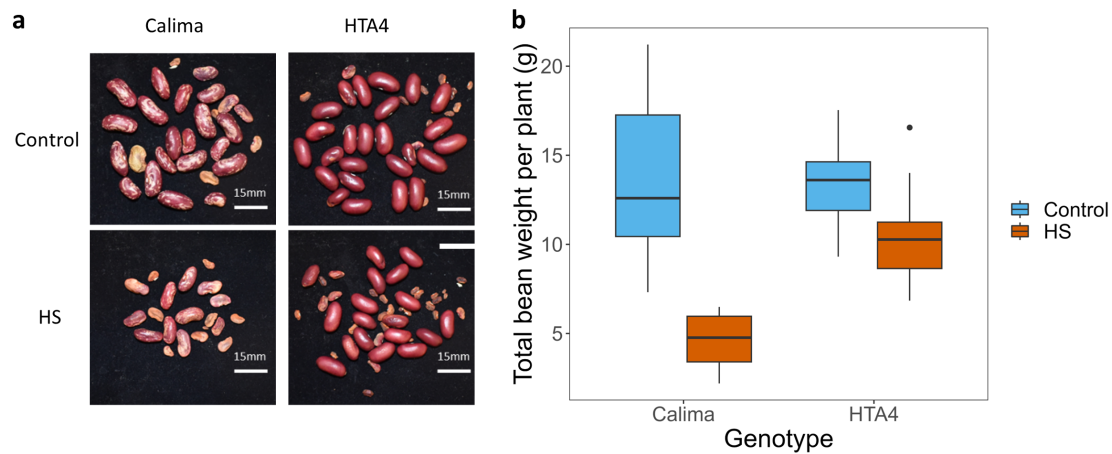 a
Calima
HTA4
Control
15mm
15mm
HS
15mm
15mm
b
Total bean weight per plant (g)
20
15
10
5
Calima
HTA4
Genotype
Control
HS